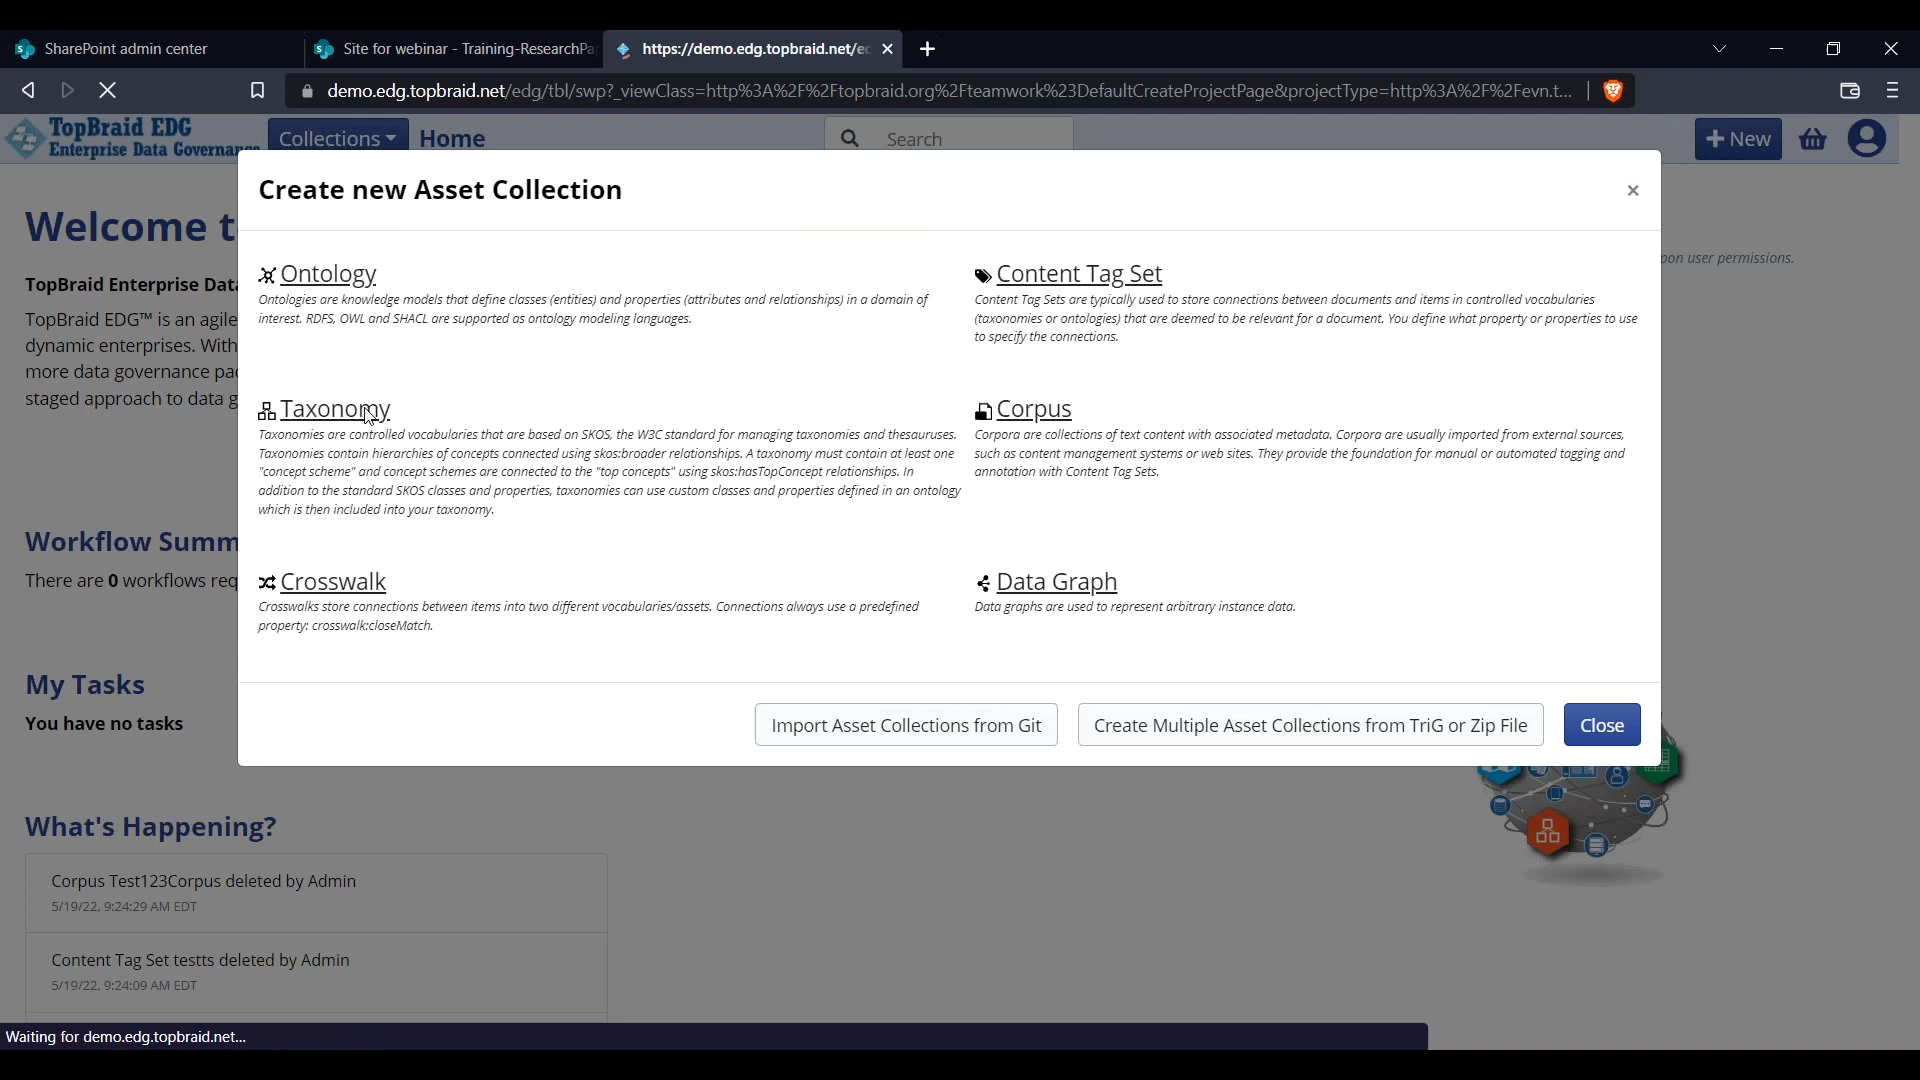 SharePoint admin center
Site for webinar - Training-ResearchPa
https://demo.edg.topbraid.net/ed
demo.edg.topbraid.net/edg/tbl/swp?_viewClass=http%3A%2F%2Ftopbraid.org%2Fteamwork%23DefaultCreateProjectPage&projectType=http%3A%2F%2Fevn.t...
TopBraid EDG
Enterprise Data Governance
Collections
Home
Search
+ New
Create new Asset Collection
×
Welcome t
TopBraid Enterprise Data
TopBraid EDG™ is an agile
dynamic enterprises. With
more data governance pac
staged approach to data g
pon user permissions.
Ontology
Ontologies are knowledge models that define classes (entities) and properties (attributes and relationships) in a domain of
interest. RDFS, OWL and SHACL are supported as ontology modeling languages.
Content Tag Set
Content Tag Sets are typically used to store connections between documents and items in controlled vocabularies
(taxonomies or ontologies) that are deemed to be relevant for a document. You define what property or properties to use
to specify the connections.
Taxonomy
Taxonomies are controlled vocabularies that are based on SKOS, the W3C standard for managing taxonomies and thesauruses.
Taxonomies contain hierarchies of concepts connected using skos:broader relationships. A taxonomy must contain at least one
"concept scheme" and concept schemes are connected to the "top concepts" using skos:hasTopConcept relationships. In
addition to the standard SKOS classes and properties, taxonomies can use custom classes and properties defined in an ontology
which is then included into your taxonomy.
Corpus
Corpora are collections of text content with associated metadata. Corpora are usually imported from external sources,
such as content management systems or web sites. They provide the foundation for manual or automated tagging and
annotation with Content Tag Sets.
Crosswalk
Crosswalks store connections between items into two different vocabularies/assets. Connections always use a predefined
property: crosswalk:closeMatch.
Data Graph
Data graphs are used to represent arbitrary instance data.
Import Asset Collections from Git
Create Multiple Asset Collections from TriG or Zip File
Close
Workflow Summ
There are 0 workflows req
My Tasks
You have no tasks
What's Happening?
Corpus Test123Corpus deleted by Admin
5/19/22, 9:24:29 AM EDT
Content Tag Set testts deleted by Admin
5/19/22, 9:24:09 AM EDT
Waiting for demo.edg.topbraid.net...